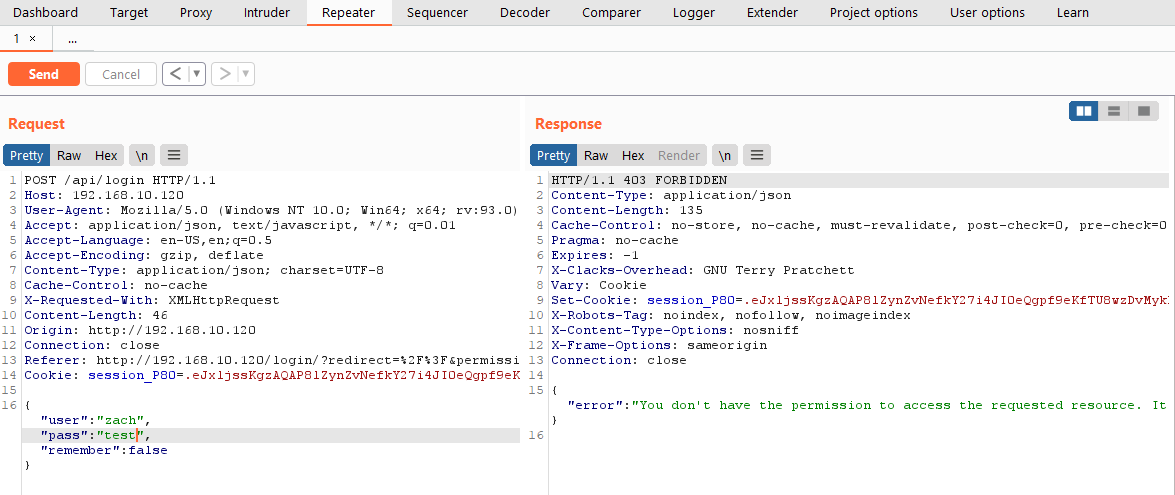 Dashboard Target Proxy Intruder Repeater Sequencer Decoder Comparer Logger Extender Project options User options Learn
1 × ...
Send Cancel < ▼ > ▼
Request
Pretty Raw Hex \n
1 POST /api/login HTTP/1.1
2 Host: 192.168.10.120
3 User-Agent: Mozilla/5.0 (Windows NT 10.0; Win64; x64; rv:93.0)
4 Accept: application/json, text/javascript, */*; q=0.01
5 Accept-Language: en-US,en;q=0.5
6 Accept-Encoding: gzip, deflate
7 Content-Type: application/json; charset=UTF-8
8 Cache-Control: no-cache
9 X-Requested-With: XMLHttpRequest
10 Content-Length: 46
11 Origin: http://192.168.10.120
12 Connection: close
13 Referer: http://192.168.10.120/login/?redirect=%2F%3F&permissi
14 Cookie: session_P80=
15
16 {
"user":"zach",
"pass":"test",
"remember":false
}
Response
Pretty Raw Hex Render \n
1 HTTP/1.1 403 FORBIDDEN
2 Content-Type: application/json
3 Content-Length: 135
4 Cache-Control: no-store, no-cache, must-revalidate, post-check=0, pre-check=0
5 Pragma: no-cache
6 Expires: -1
7 X-Clacks-Overhead: GNU Terry Pratchett
8 Vary: Cookie
9 Set-Cookie: session_P80=
10 X-Robots-Tag: noindex, nofollow, noimageindex
11 X-Content-Type-Options: nosniff
12 X-Frame-Options: sameorigin
13 Connection: close
14
15 {
"error":"You don't have the permission to access the requested resource. It
}
16